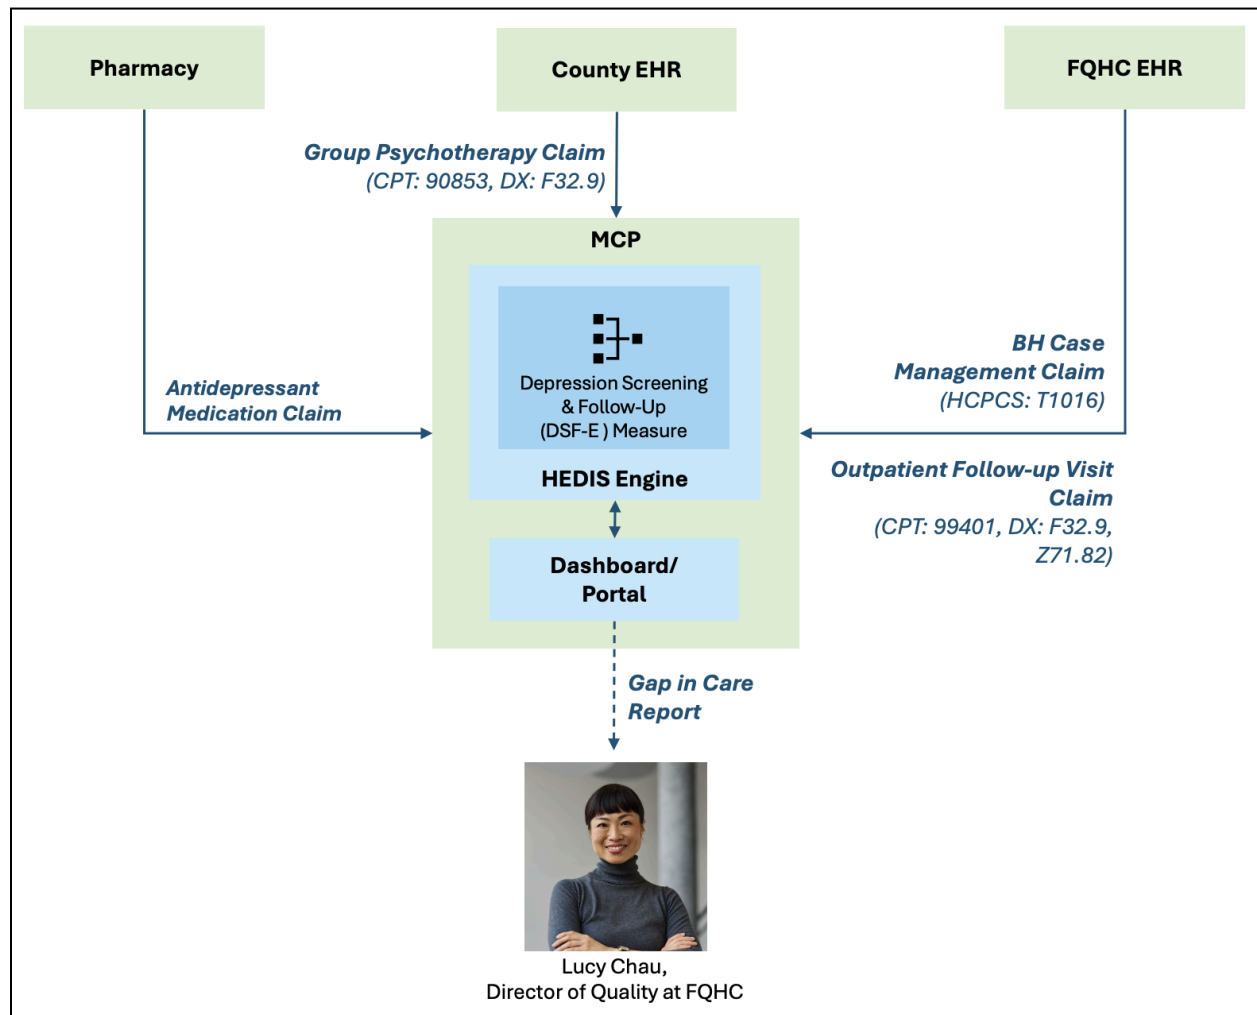 Pharmacy
County EHR
FQHC EHR
Group Psychotherapy Claim
(CPT: 90853, DX: F32.9)
MCP
Depression Screening
& Follow-Up
(DSF-E ) Measure
HEDIS Engine
Antidepressant
Medication Claim
BH Case
Management Claim
(HCPCS: T1016)
Outpatient Follow-up Visit
Claim
(CPT: 99401, DX: F32.9,
Z71.82)
Dashboard/
Portal
Gap in Care
Report
Lucy Chau,
Director of Quality at FQHC